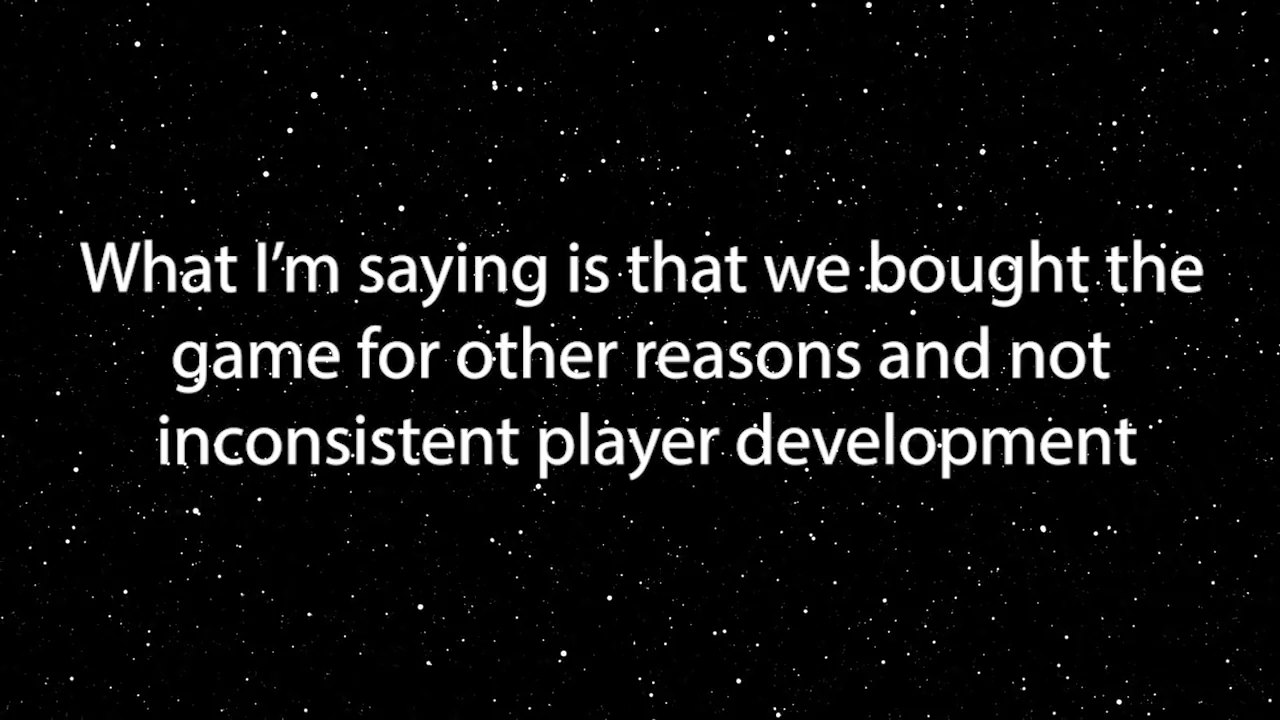 What I’m saying is that we bought the
game for other reasons and not
inconsistent player development